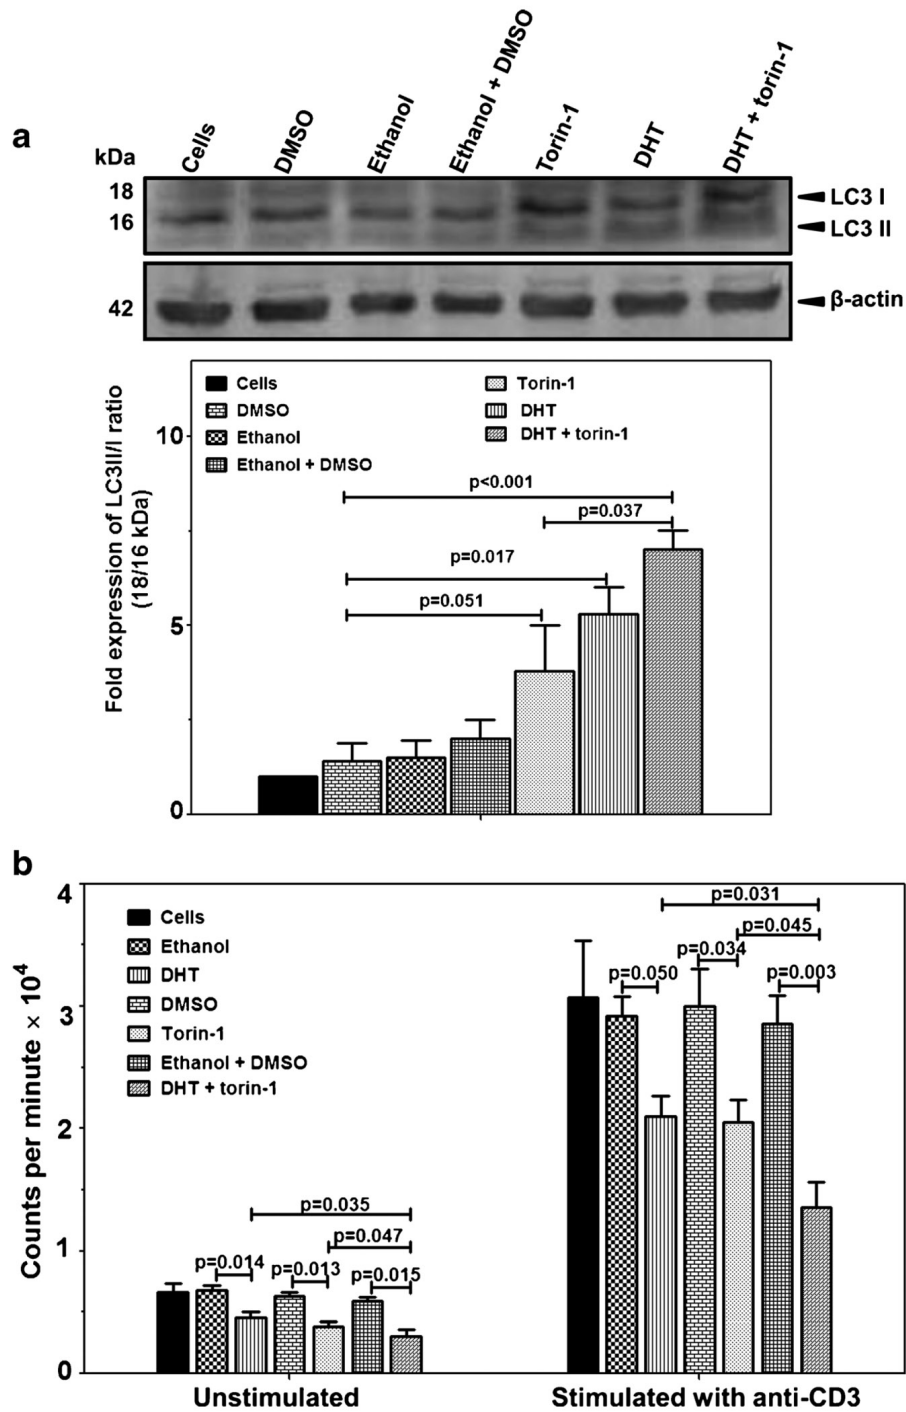 a
kDa
Cells
DMSO
Ethanol
Ethanol + DMSO
Torin-1
DHT
DHT + torin-1
18
16
LC3 I
LC3 II
42
β-actin
Fold expression of LC3II/I ratio
(18/16 kDa)
10
5
0
Cells
DMSO
Ethanol
Ethanol + DMSO
Torin-1
DHT
DHT + torin-1
p<0.001
p=0.037
p=0.017
p=0.051
b
Counts per minute × 10⁴
4
3
2
1
0
Cells
Ethanol
DHT
DMSO
Torin-1
Ethanol + DMSO
DHT + torin-1
p=0.031
p=0.045
p=0.034
p=0.050
p=0.003
p=0.035
p=0.047
p=0.014
p=0.013
p=0.015
Unstimulated
Stimulated with anti-CD3